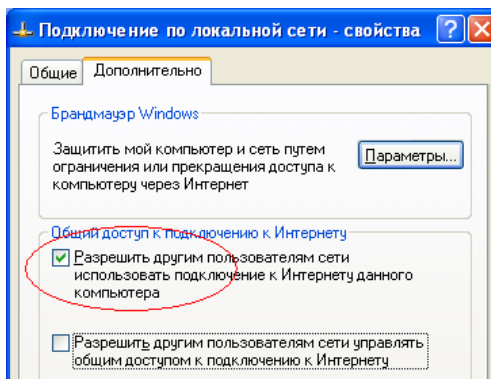 Подключение по локальной сети - свойства
Общие Дополнительно
Брандмауэр Windows
Защитить мой компьютер и сеть путем
ограничения или прекращения доступа к
компьютеру через Интернет
Параметры...
Общий доступ к подключению к Интернету
Разрешить другим пользователям сети
использовать подключение к Интернету данного
компьютера
Разрешить другим пользователям сети управлять
общим доступом к подключению к Интернету